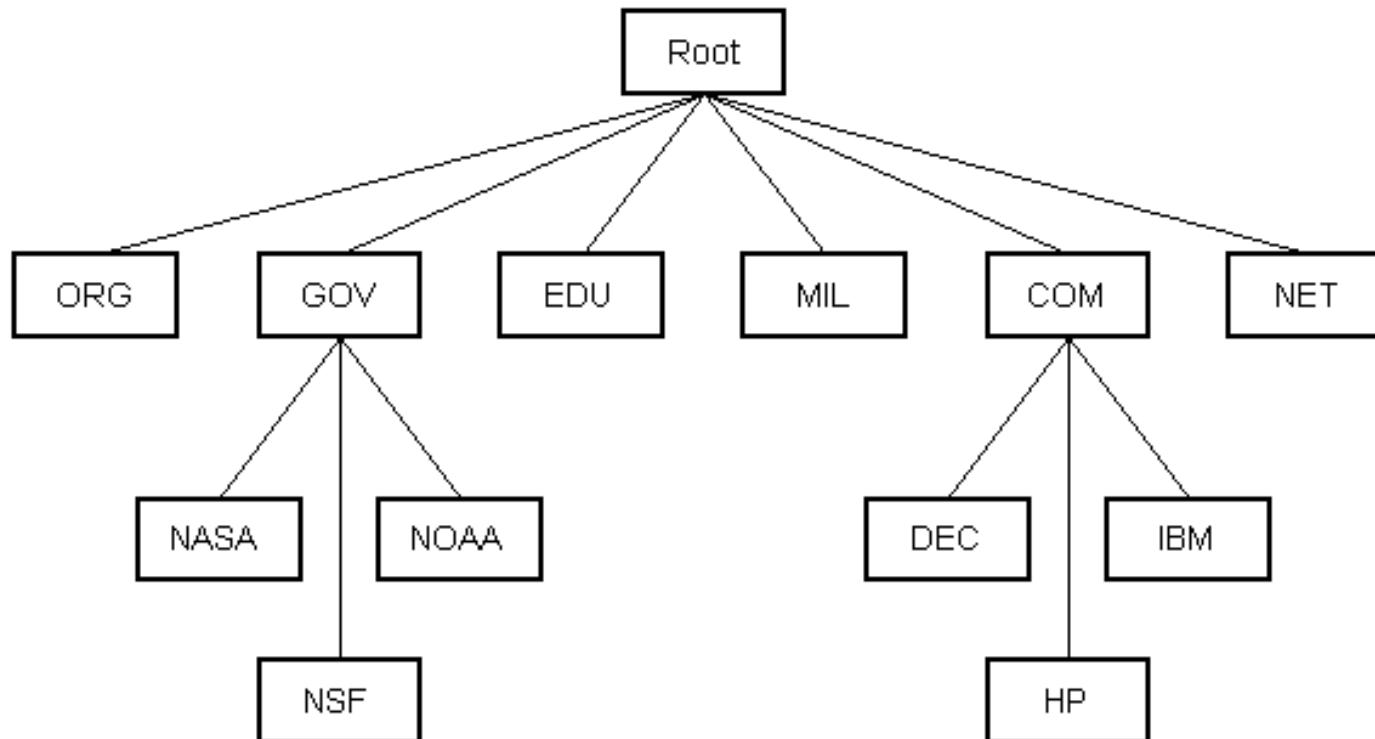 Root
ORG
GOV
EDU
MIL
COM
NET
NASA
NOAA
DEC
IBM
NSF
HP